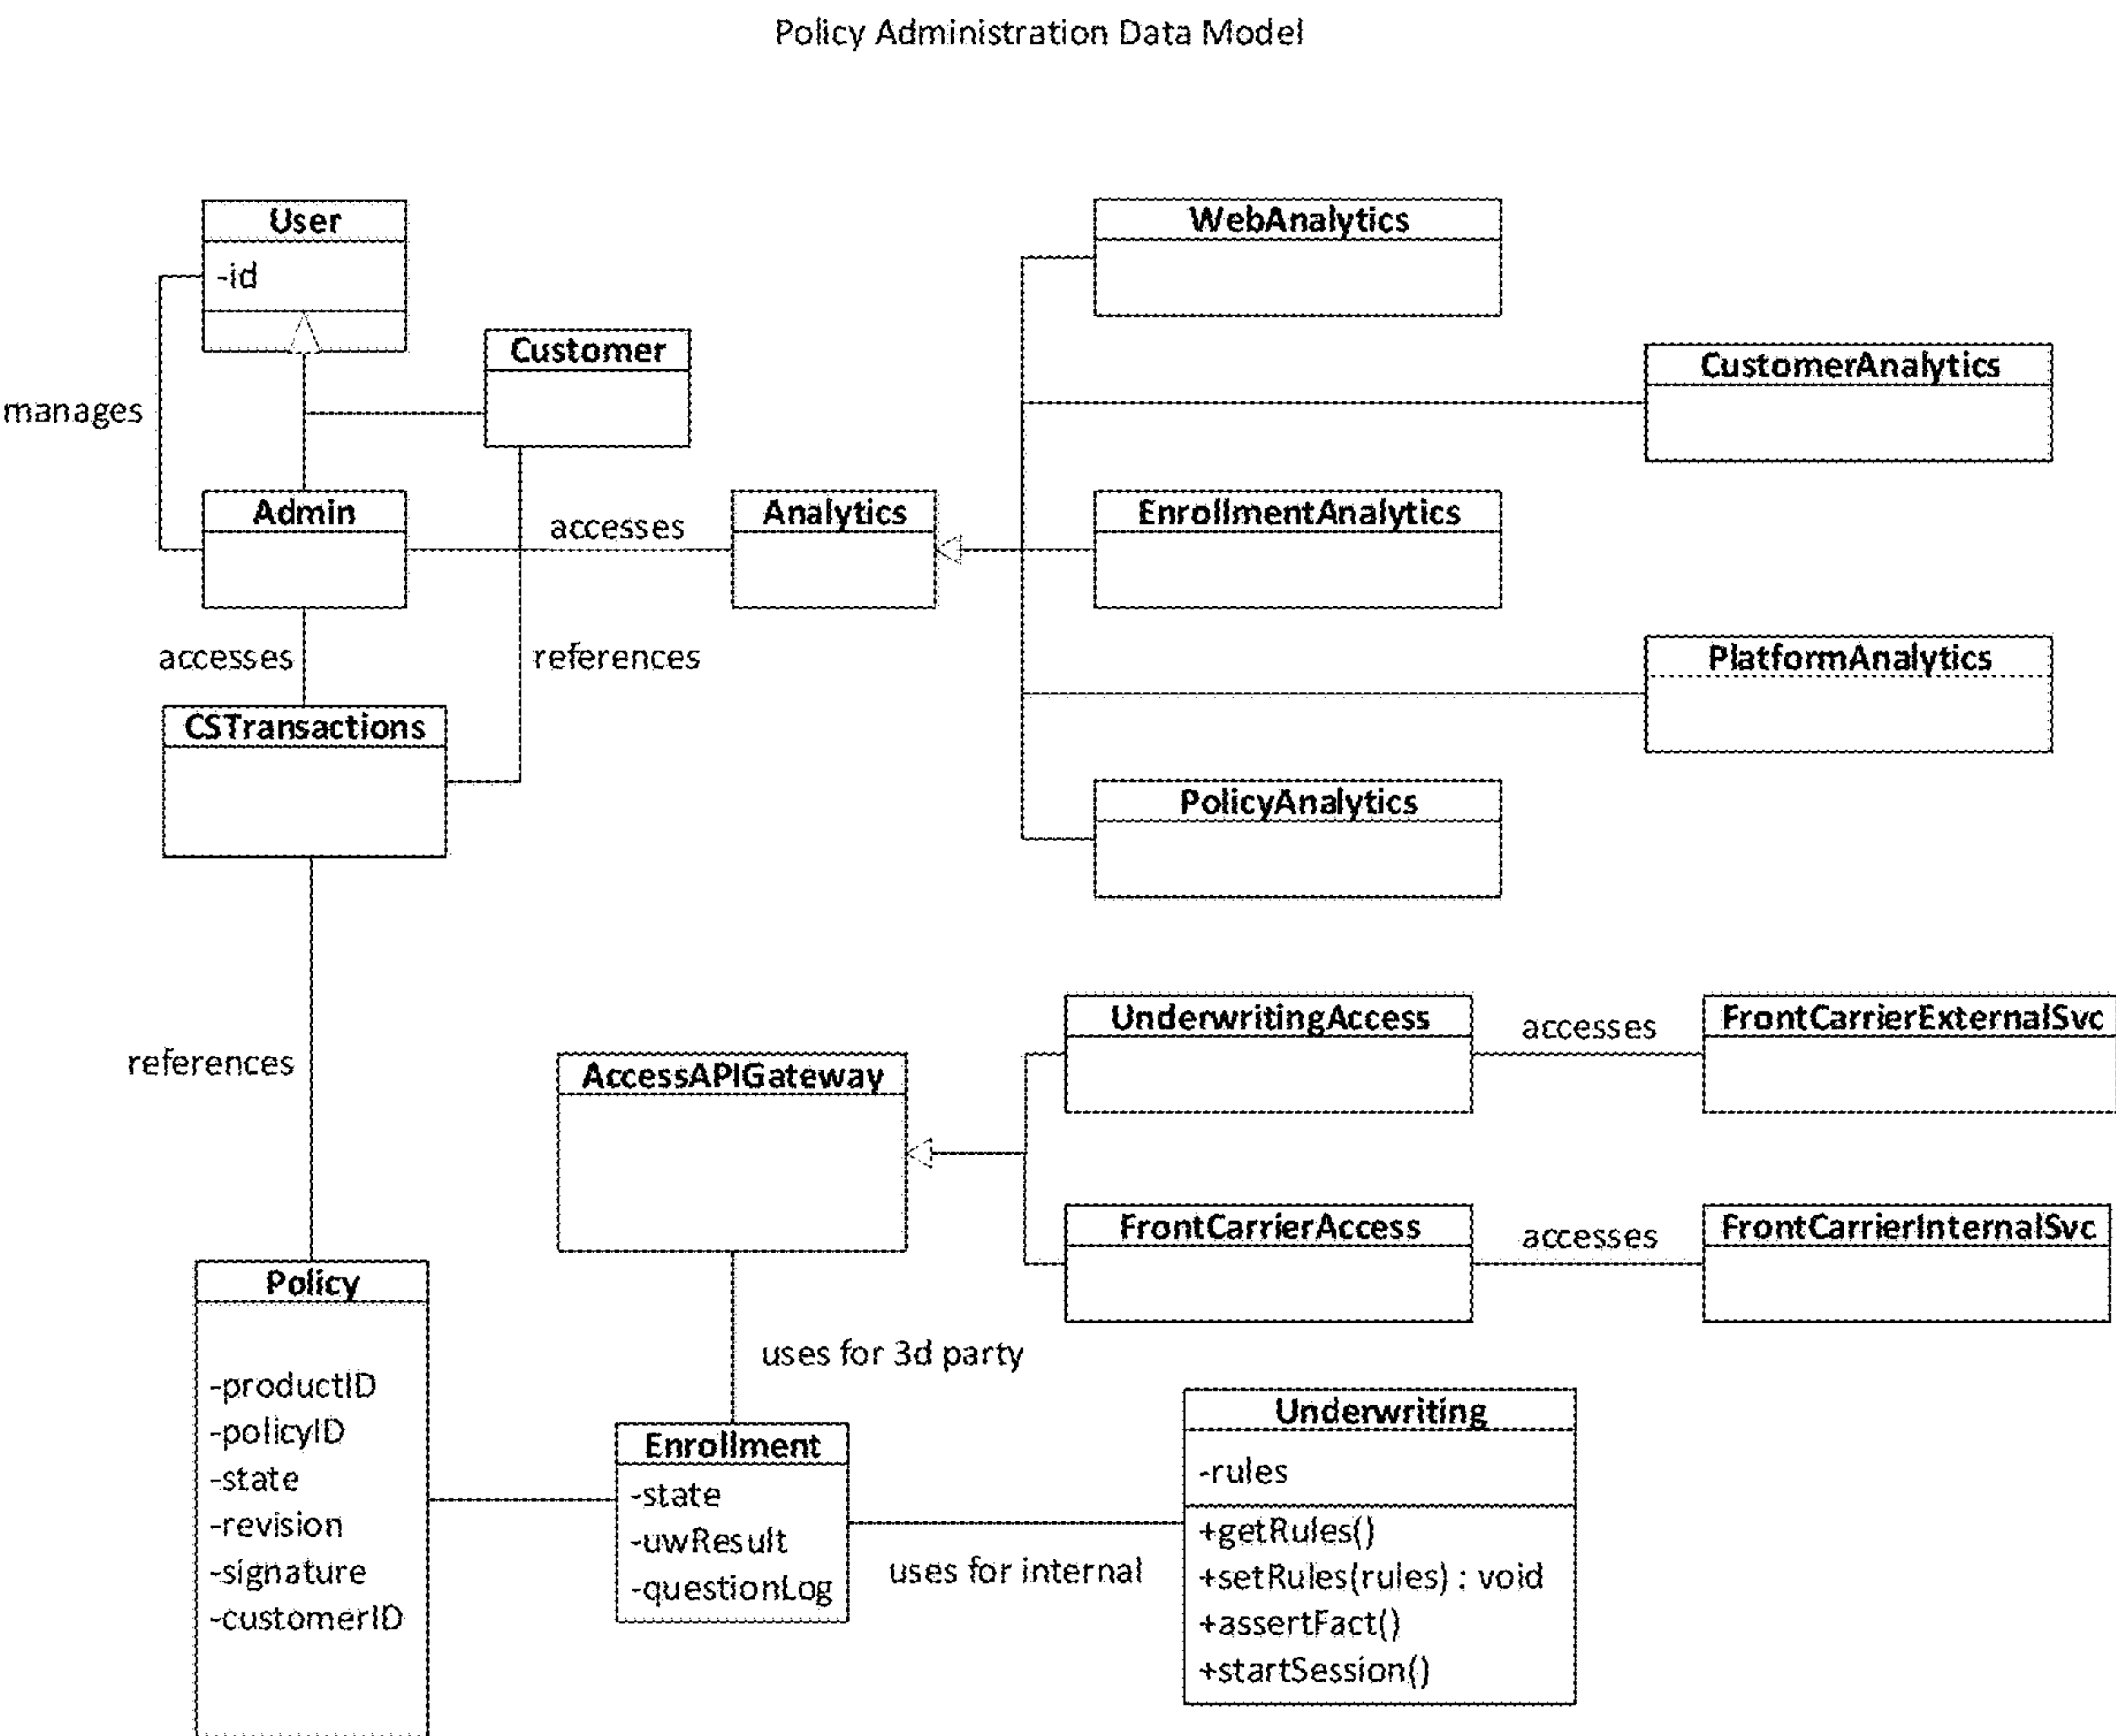 Policy Administration Data Model
User
-id
manages
Customer
Admin
accesses
Analytics
WebAnalytics
CustomerAnalytics
EnrollmentAnalytics
PlatformAnalytics
PolicyAnalytics
accesses
references
CSTransactions
references
AccessAPIGateway
UnderwritingAccess
accesses
FrontCarrierExternalSvc
FrontCarrierAccess
accesses
FrontCarrierInternalSvc
Policy
-productID
-policyID
-state
-revision
-signature
-customerID
uses for 3d party
Enrollment
-state
-uwResult
-questionLog
uses for internal
Underwriting
-rules
+getRules()
+setRules(rules) : void
+assertFact()
+startSession()